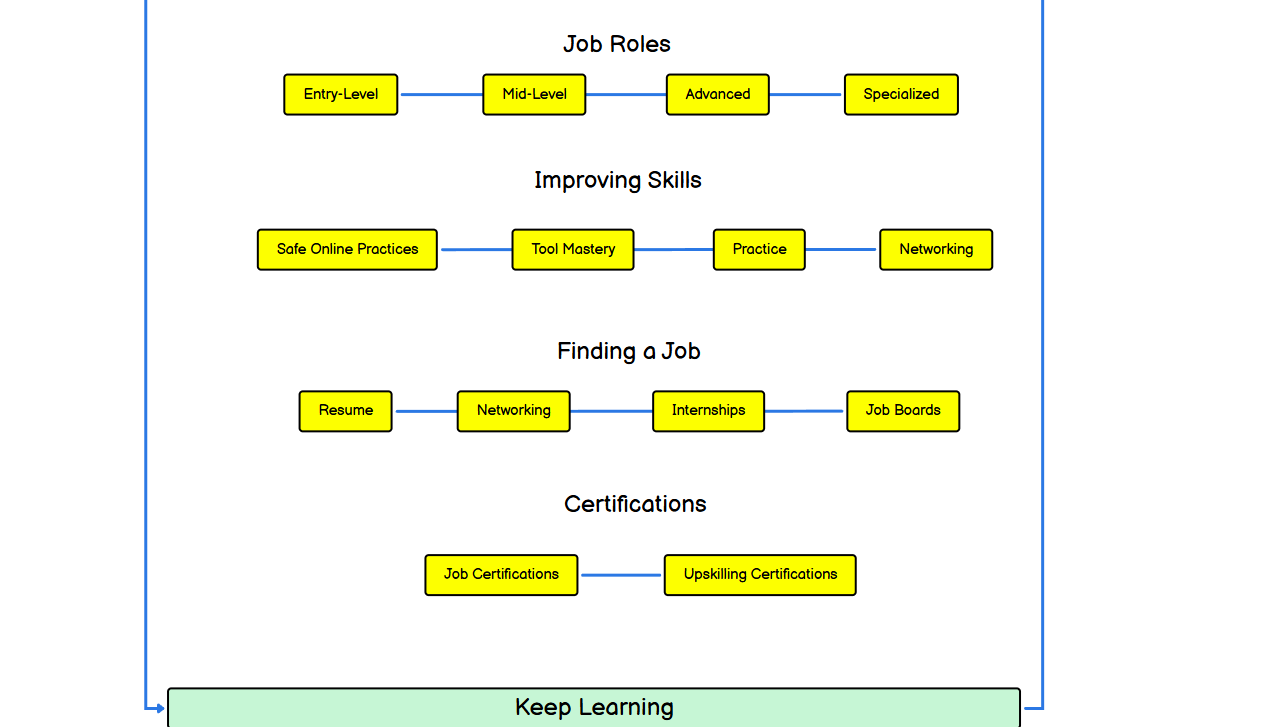 Job Roles
Entry-Level Mid-Level Advanced Specialized
Improving Skills
Safe Online Practices Tool Mastery Practice Networking
Finding a Job
Resume Networking Internships Job Boards
Certifications
Job Certifications Upskilling Certifications
Keep Learning